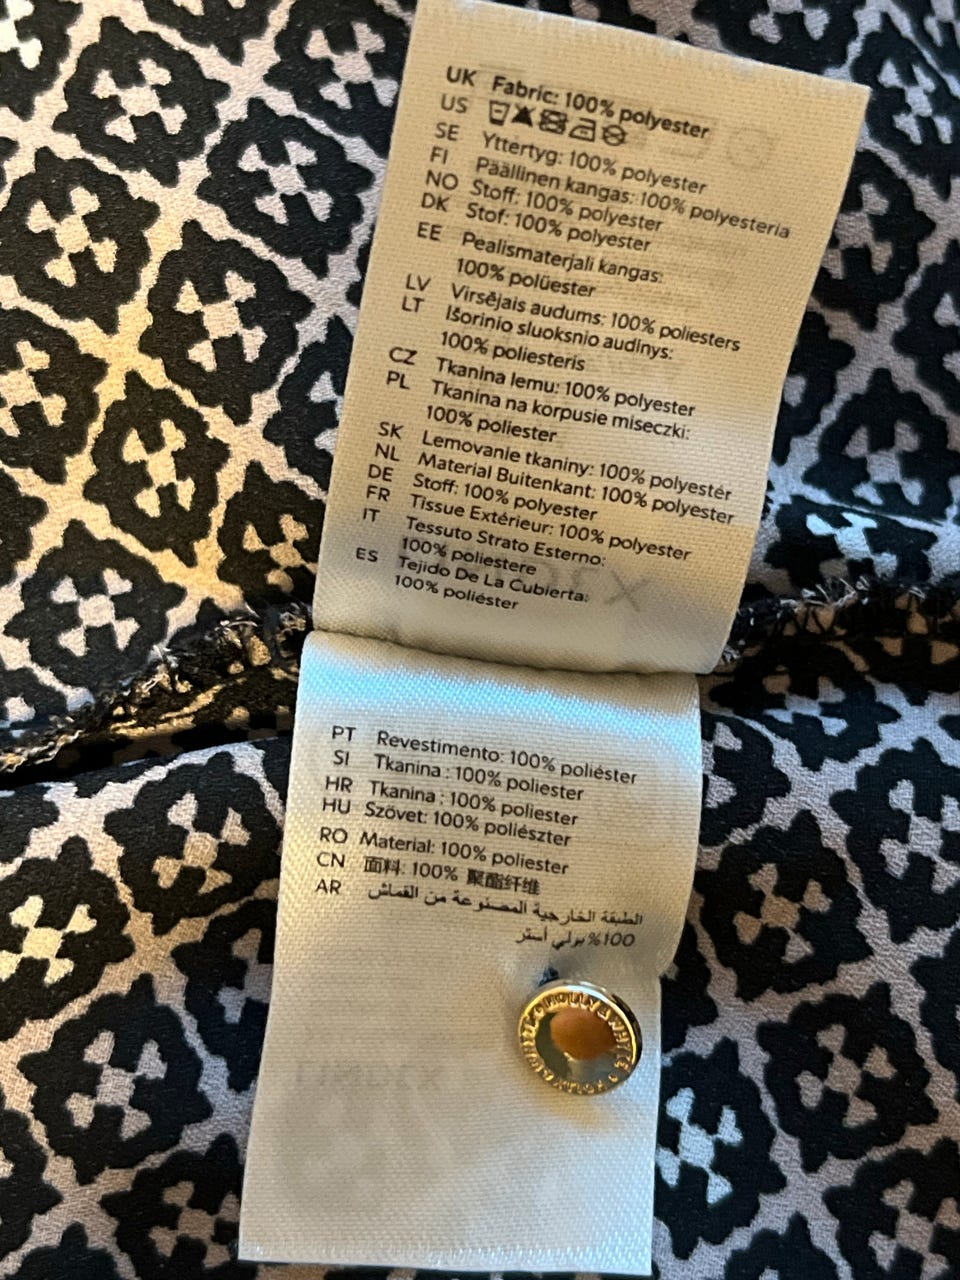 UK Fabric: 100% polyester
US
SE Yttertyg: 100% polyester
FI Päällinen kangas: 100% polyesteria
NO Stoff: 100% polyester
DK Stof: 100% polyester
EE Pealismaterjali kangas:
100% polüester
LV Virsējais audums: 100% poliesters
LT Išorinio sluoksnio audinys:
100% poliesteris
CZ Tkanina lemu: 100% polyester
PL Tkanina na korpusie miseczki:
100% poliester
SK Lemovanie tkaniny: 100% polyestér
NL Material Buitenkant: 100% polyester
DE Stoff: 100% polyester
FR Tissue Extérieur: 100% polyester
IT Tessuto Strato Esterno:
100% poliestere
ES Tejido De La Cubierta:
100% poliéster
PT Revestimento: 100% poliéster
SI Tkanina : 100% poliester
HR Tkanina : 100% poliester
HU Szövet: 100% poliészter
RO Material: 100% poliester
CN 面料: 100% 聚酯纤维
AR الطبقة الخارجية المصنوعة من القماش
100% بولي أستر
HOLLY & WHYTE